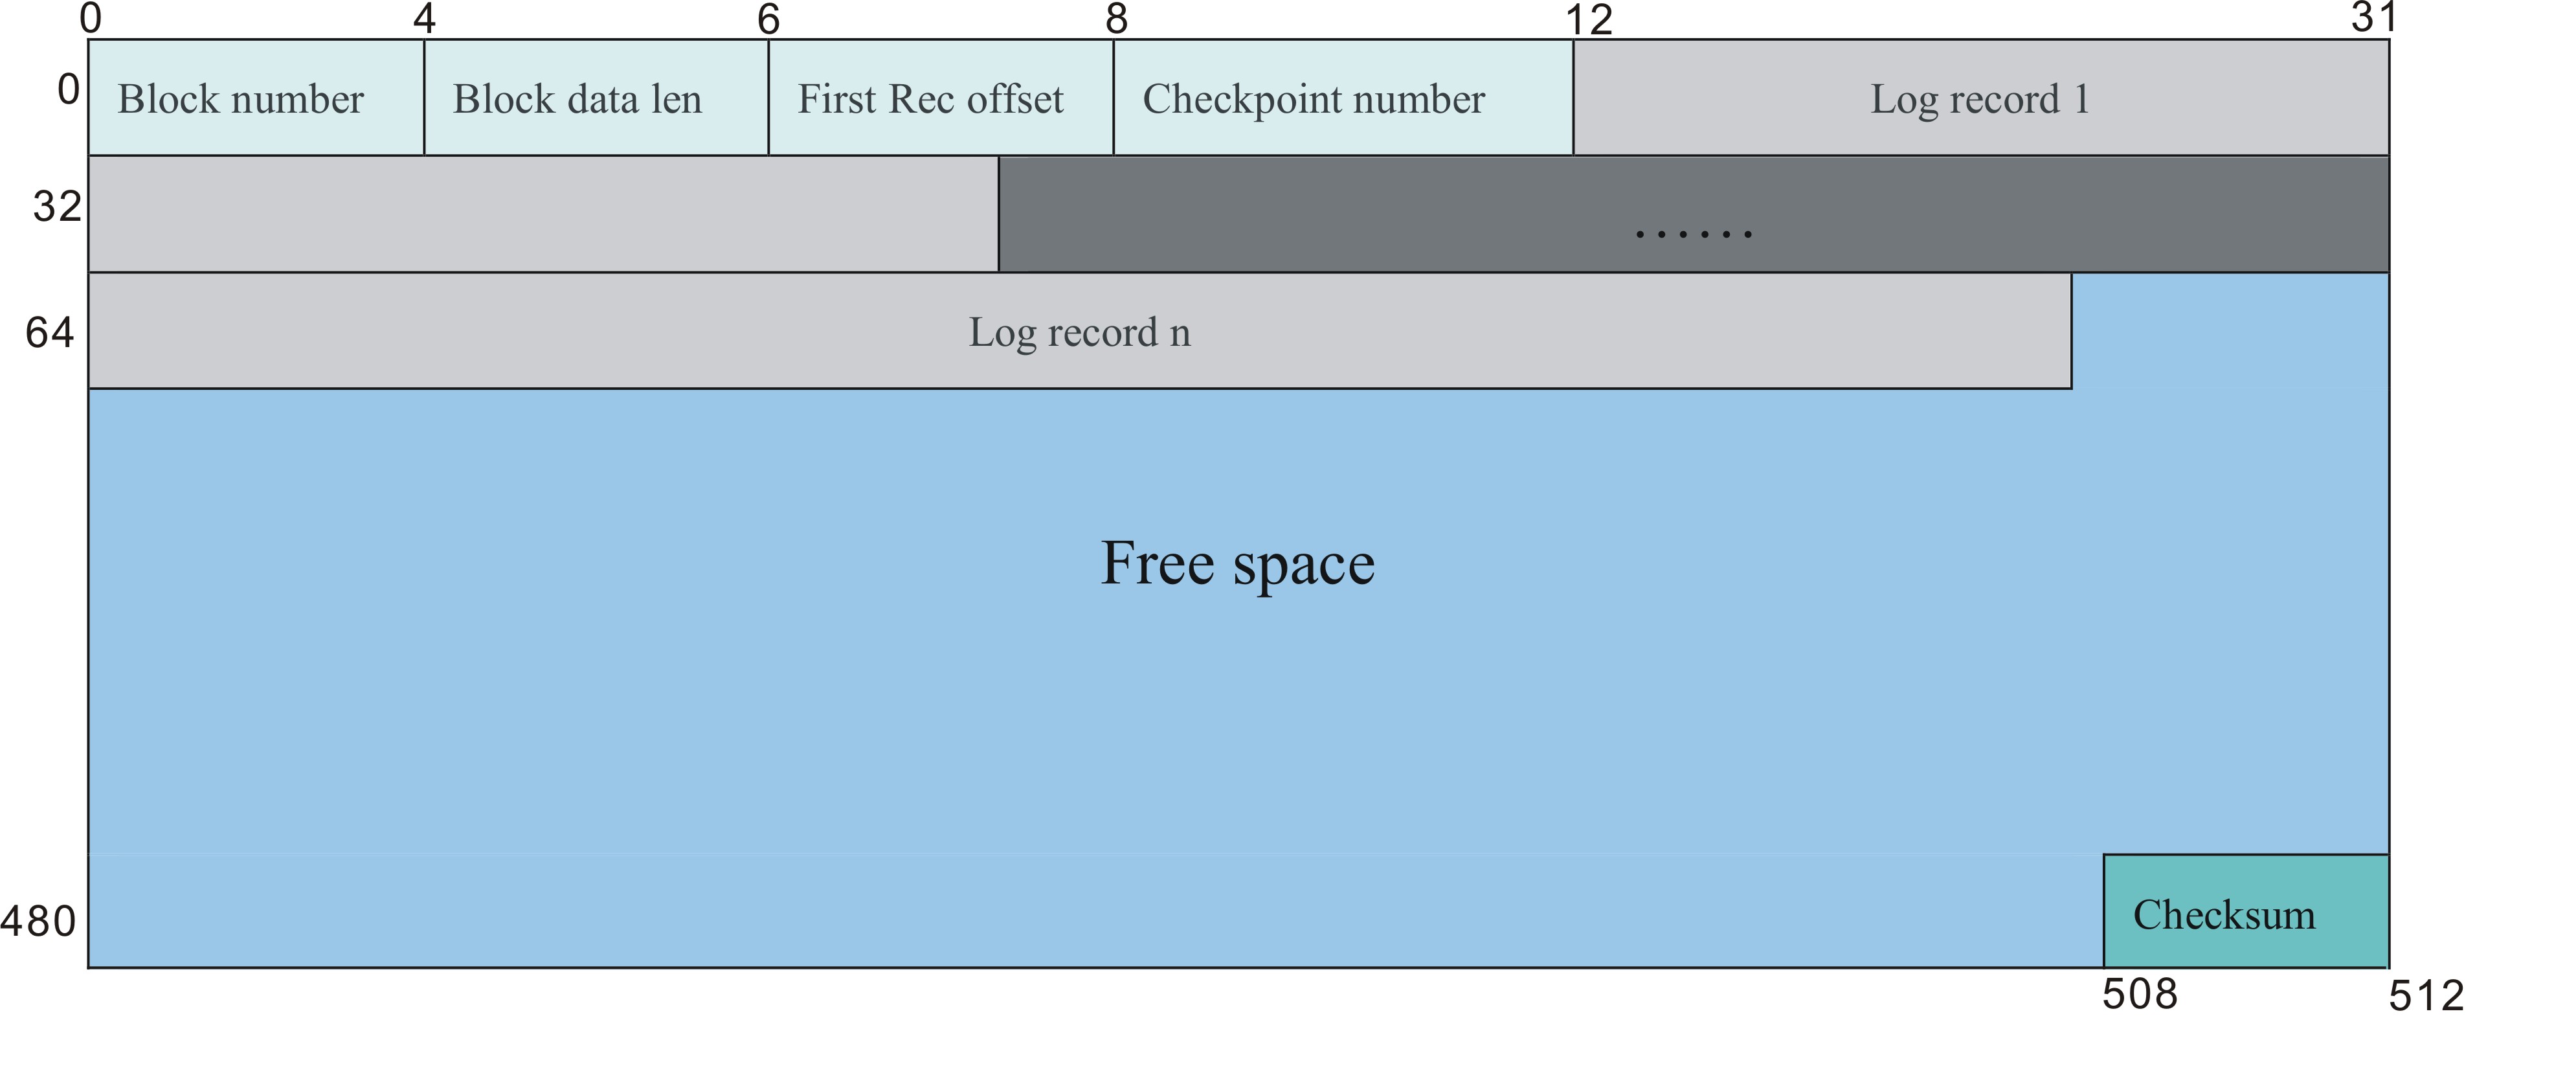 0 4 6 8 12 31
0 Block number Block data len First Rec offset Checkpoint number Log record 1
32 ......
64 Log record n
Free space
480 Checksum
508 512